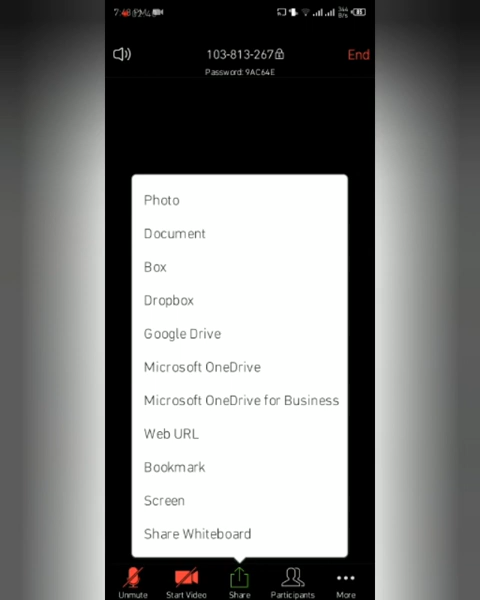 103-813-267
End
Password: 9AC64E
Photo
Document
Box
Dropbox
Google Drive
Microsoft OneDrive
Microsoft OneDrive for Business
Web URL
Bookmark
Screen
Share Whiteboard
Unmute
Start Video
Share
Participants
More